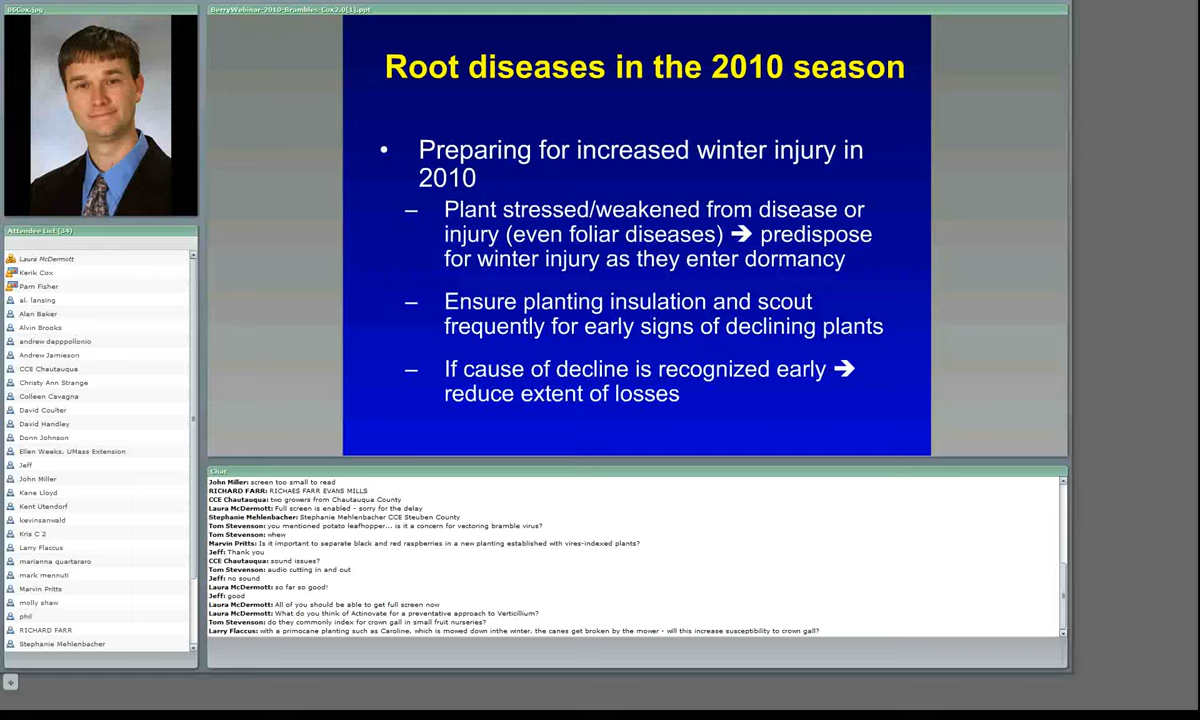 06Cox.jpg
BerryWebinar-2010-Brambles-Cox2.0[1].ppt
Root diseases in the 2010 season
• Preparing for increased winter injury in
2010
– Plant stressed/weakened from disease or
injury (even foliar diseases) ➔ predispose
for winter injury as they enter dormancy
– Ensure planting insulation and scout
frequently for early signs of declining plants
– If cause of decline is recognized early ➔
reduce extent of losses
Attendee List (34)
Laura McDermott
Kerik Cox
Pam Fisher
al. lansing
Alan Baker
Alvin Brooks
andrew dapppollonio
Andrew Jamieson
CCE Chautauqua
Christy Ann Strange
Colleen Cavagna
David Coulter
David Handley
Donn Johnson
Ellen Weeks, UMass Extension
Jeff
John Miller
Kane Lloyd
Kent Utendorf
kevinsanwald
Kris C 2
Larry Flaccus
marianna quartararo
mark mennuti
Marvin Pritts
molly shaw
phil
RICHARD FARR
Stephanie Mehlenbacher
Chat
John Miller: screen too small to read
RICHARD FARR: RICHAES FARR EVANS MILLS
CCE Chautauqua: two growers from Chautauqua County
Laura McDermott: Full screen is enabled - sorry for the delay
Stephanie Mehlenbacher: Stephanie Mehlenbacher CCE Steuben County
Tom Stevenson: you mentioned potato leafhopper... is it a concern for vectoring bramble virus?
Tom Stevenson: whew
Marvin Pritts: Is it important to separate black and red raspberries in a new planting established with vires-indexed plants?
Jeff: Thank you
CCE Chautauqua: sound issues?
Tom Stevenson: audio cutting in and out
Jeff: no sound
Laura McDermott: so far so good!
Jeff: good
Laura McDermott: All of you should be able to get full screen now
Laura McDermott: What do you think of Actinovate for a preventative approach to Verticillium?
Tom Stevenson: do they commonly index for crown gall in small fruit nurseries?
Larry Flaccus: with a primocane planting such as Caroline, which is mowed down inthe winter, the canes get broken by the mower - will this increase susceptibility to crown gall?